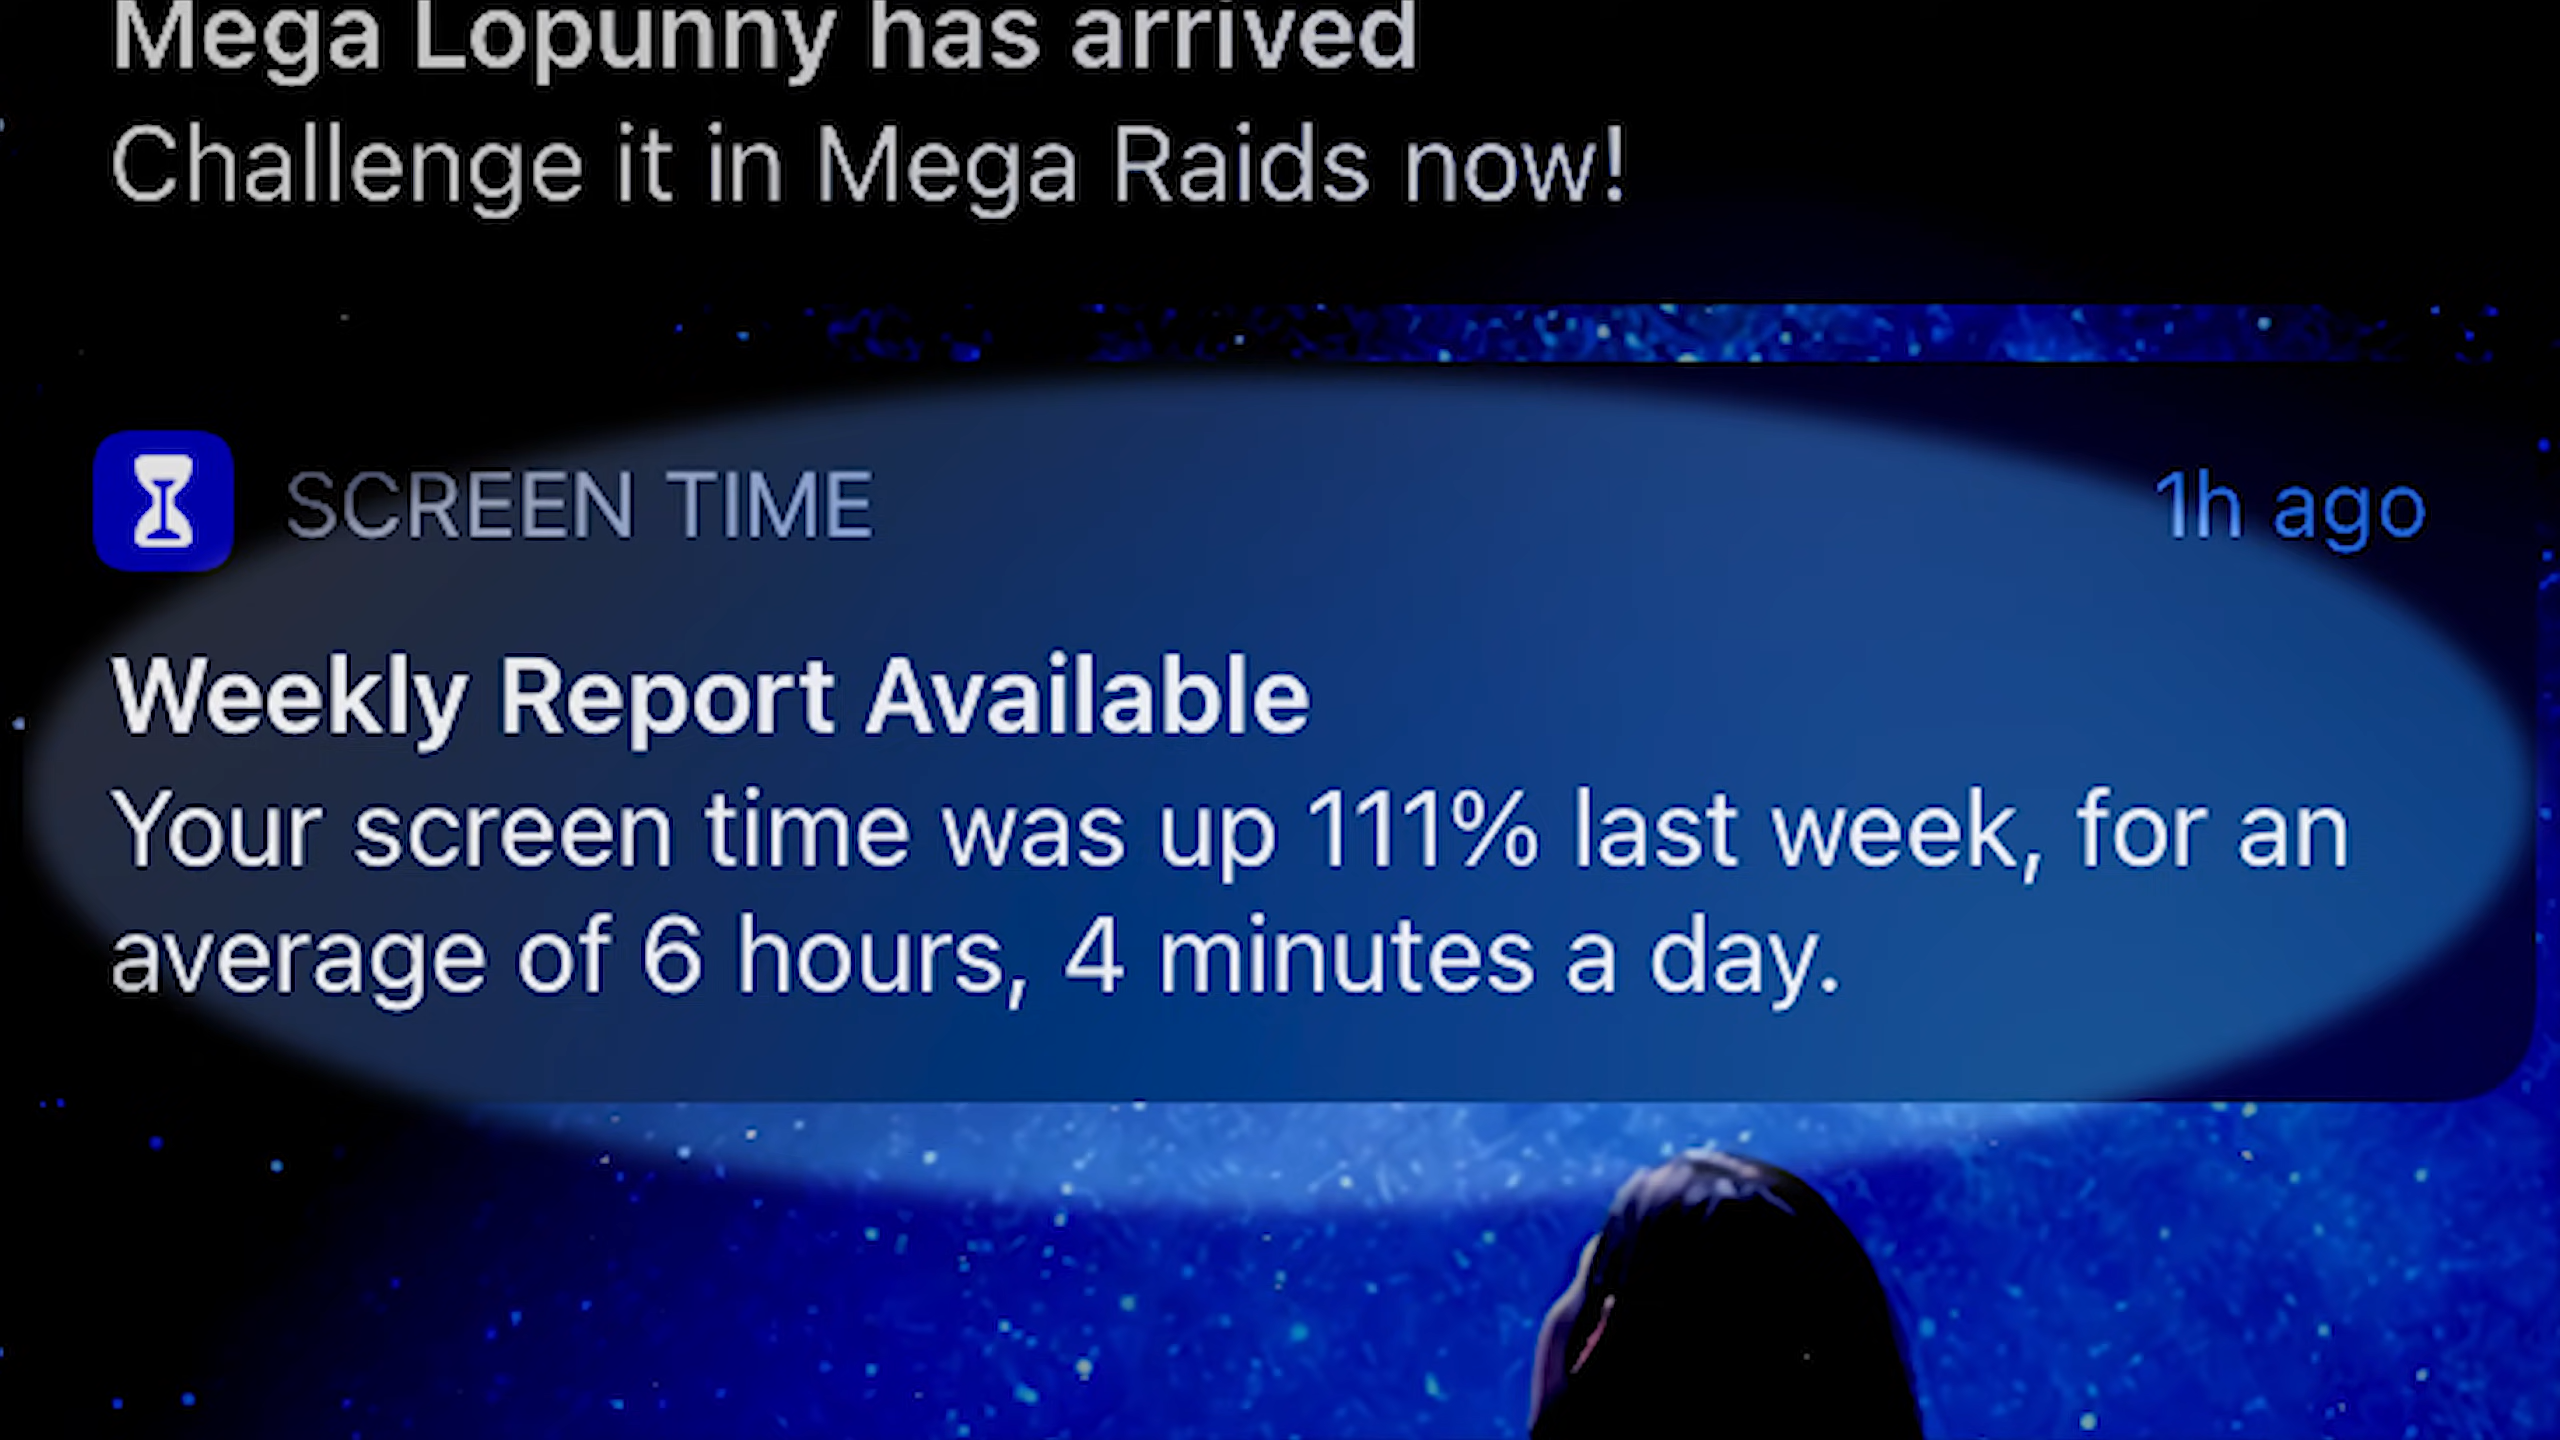 Mega Lopunny has arrived
Challenge it in Mega Raids now!
SCREEN TIME
1h ago
Weekly Report Available
Your screen time was up 111% last week, for an
average of 6 hours, 4 minutes a day.